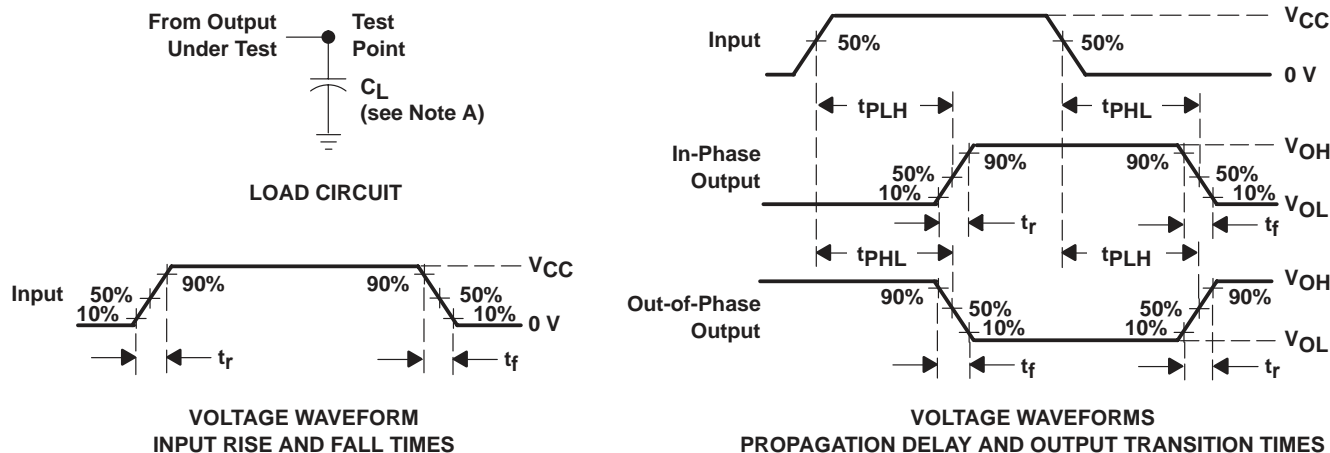 From Output
Under Test
Test
Point
CL
(see Note A)
LOAD CIRCUIT
Input
50%
10%
90%
90%
50%
10%
VCC
0 V
tr
tf
VOLTAGE WAVEFORM
INPUT RISE AND FALL TIMES
Input
50%
50%
VCC
0 V
tPLH
tPHL
In-Phase
Output
50%
10%
90%
90%
50%
10%
VOH
VOL
tr
tf
tPHL
tPLH
Out-of-Phase
Output
90%
50%
10%
50%
10%
90%
VOH
VOL
tf
tr
VOLTAGE WAVEFORMS
PROPAGATION DELAY AND OUTPUT TRANSITION TIMES